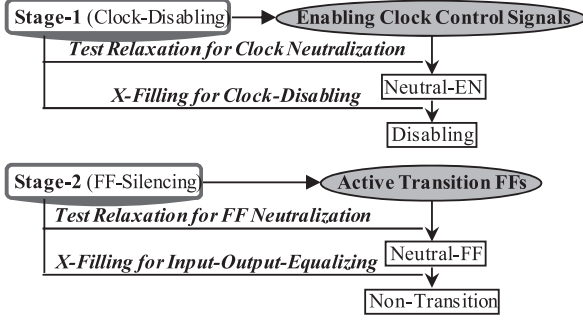 Stage-1 (Clock-Disabling)
Enabling Clock Control Signals
Test Relaxation for Clock Neutralization
Neutral-EN
X-Filling for Clock-Disabling
Disabling
Stage-2 (FF-Silencing)
Active Transition FFs
Test Relaxation for FF Neutralization
Neutral-FF
X-Filling for Input-Output-Equalizing
Non-Transition